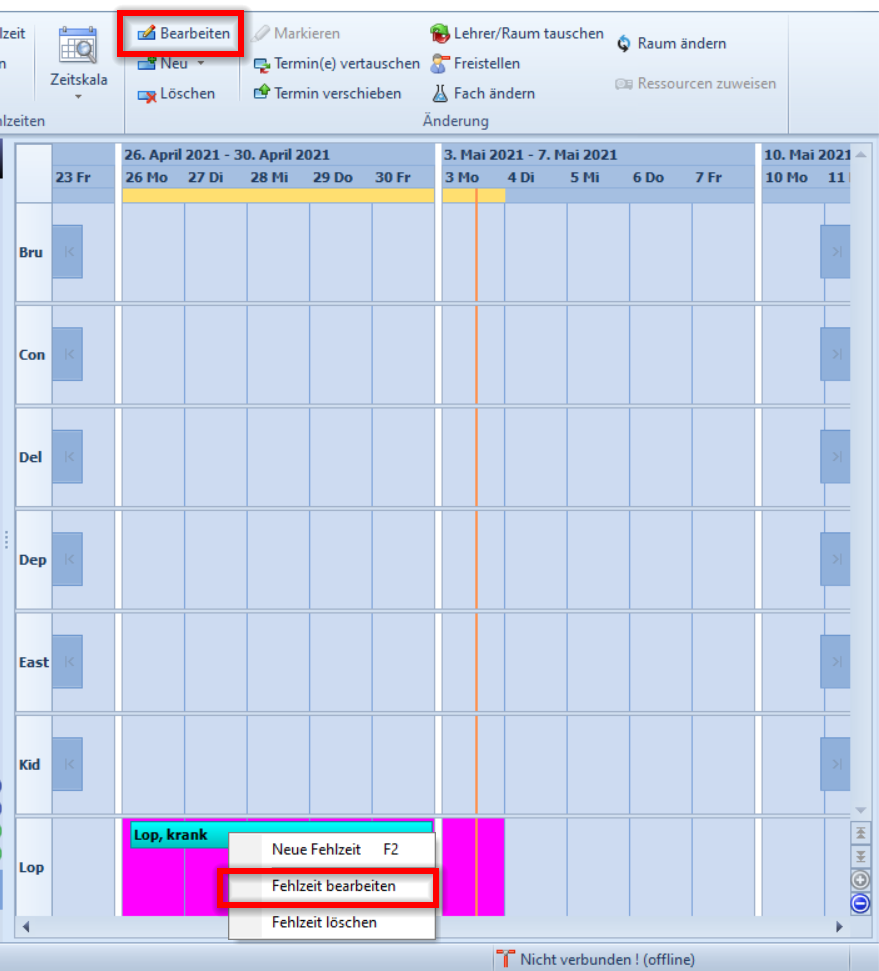 lzeit
n
lzeiten
Zeitskala
Bearbeiten
Neu
Löschen
Markieren
Termin(e) vertauschen
Termin verschieben
Lehrer/Raum tauschen
Freistellen
Fach ändern
Raum ändern
Ressourcen zuweisen
Änderung
26. April 2021 - 30. April 2021 3. Mai 2021 - 7. Mai 2021 10. Mai 2021
23 Fr 26 Mo 27 Di 28 Mi 29 Do 30 Fr 3 Mo 4 Di 5 Mi 6 Do 7 Fr 10 Mo 11
Bru
Con
Del
Dep
East
Kid
Lop
Lop, krank
Neue Fehlzeit F2
Fehlzeit bearbeiten
Fehlzeit löschen
Nicht verbunden ! (offline)